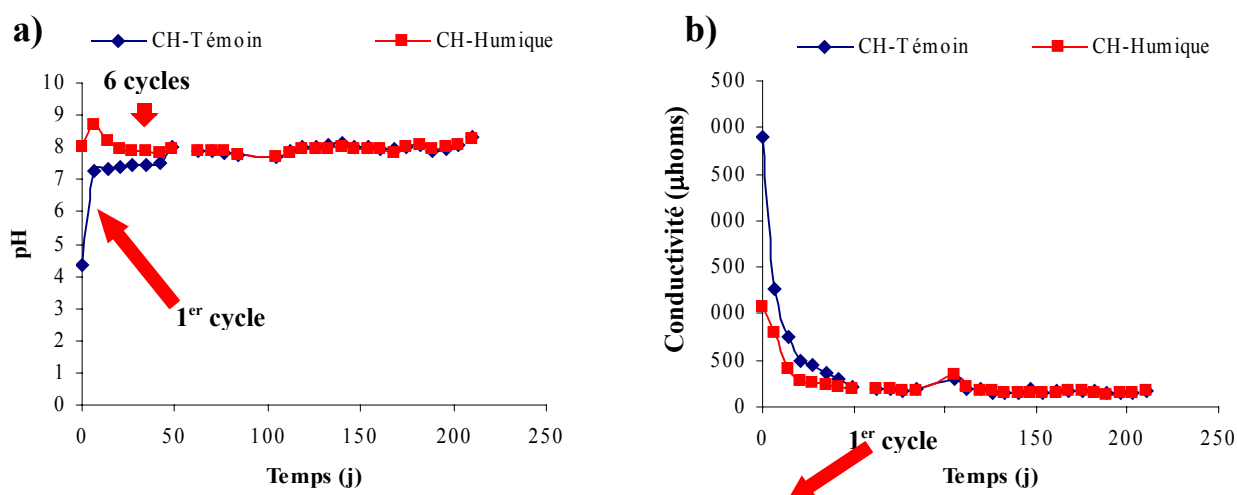 a)
CH-Témoin CH-Humique
6 cycles
10
9
8
7
6
5
4
3
2
1
0
pH
1er cycle
0 50 100 150 200 250
Temps (j)
b)
CH-Témoin CH-Humique
500
000
500
000
500
000
500
0
Conductivité (µhoms)
0 150 200 250
1er cycle
Temps (j)